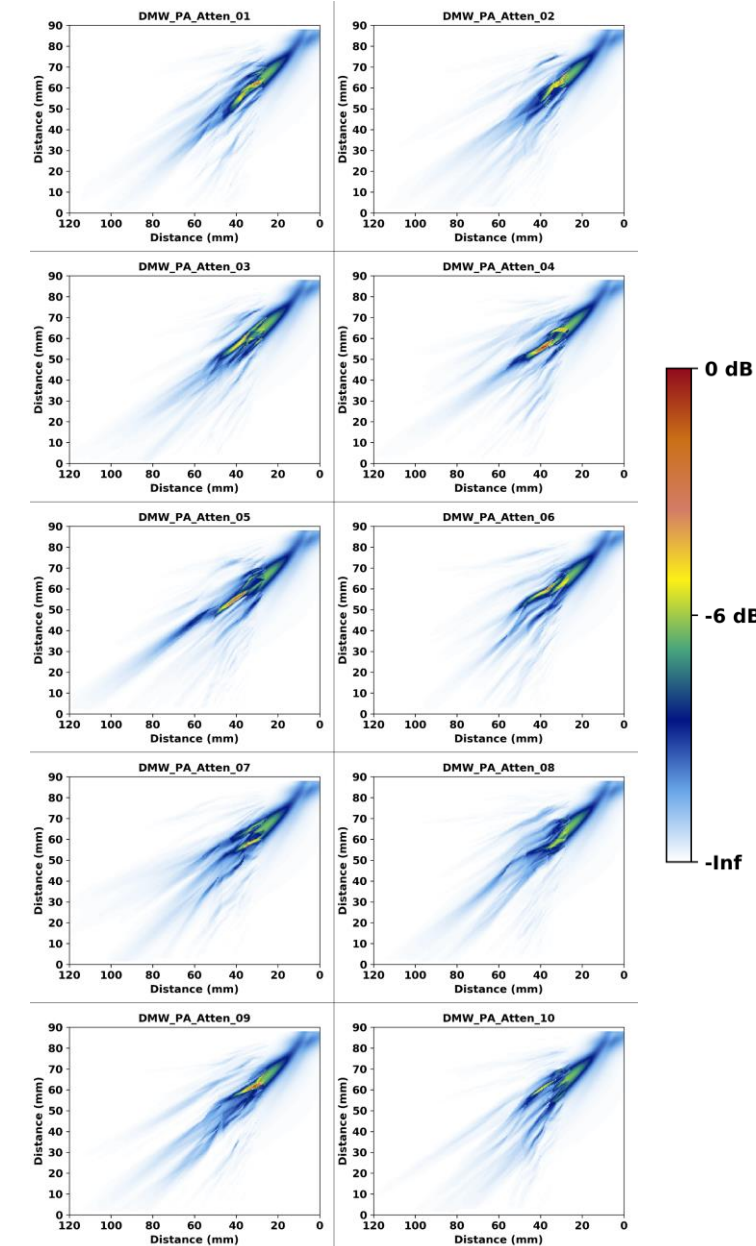 DMW_PA_Atten_01
Distance (mm)
90
80
70
60
50
40
30
20
10
0
120 100 80 60 40 20 0
Distance (mm)
DMW_PA_Atten_02
Distance (mm)
90
80
70
60
50
40
30
20
10
0
120 100 80 60 40 20 0
Distance (mm)
DMW_PA_Atten_03
Distance (mm)
90
80
70
60
50
40
30
20
10
0
120 100 80 60 40 20 0
Distance (mm)
DMW_PA_Atten_04
Distance (mm)
90
80
70
60
50
40
30
20
10
0
120 100 80 60 40 20 0
Distance (mm)
DMW_PA_Atten_05
Distance (mm)
90
80
70
60
50
40
30
20
10
0
120 100 80 60 40 20 0
Distance (mm)
DMW_PA_Atten_06
Distance (mm)
90
80
70
60
50
40
30
20
10
0
120 100 80 60 40 20 0
Distance (mm)
DMW_PA_Atten_07
Distance (mm)
90
80
70
60
50
40
30
20
10
0
120 100 80 60 40 20 0
Distance (mm)
DMW_PA_Atten_08
Distance (mm)
90
80
70
60
50
40
30
20
10
0
120 100 80 60 40 20 0
Distance (mm)
DMW_PA_Atten_09
Distance (mm)
90
80
70
60
50
40
30
20
10
0
120 100 80 60 40 20 0
Distance (mm)
DMW_PA_Atten_10
Distance (mm)
90
80
70
60
50
40
30
20
10
0
120 100 80 60 40 20 0
Distance (mm)
0 dB
-6 dB
-Inf